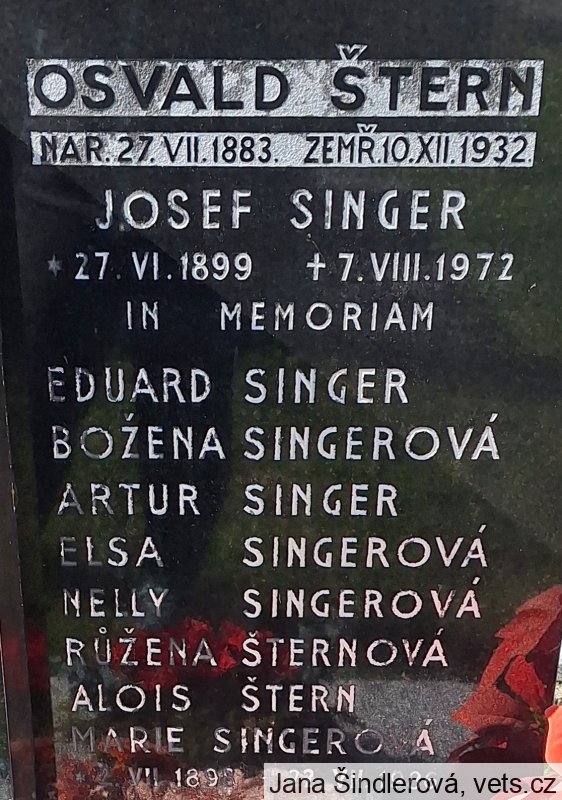 OSVALD ŠTERN
NAR. 27. VII. 1883. ZEMŘ. 10. XII. 1932.
JOSEF SINGER
* 27. VI. 1899 + 7. VIII. 1972
IN MEMORIAM
EDUARD SINGER
BOŽENA SINGEROVÁ
ARTUR SINGER
ELSA SINGEROVÁ
NELLY SINGEROVÁ
RŮŽENA ŠTERNOVÁ
ALOIS ŠTERN
MARIE SINGEROVÁ
VII.
Jana Šindlerová, vets.cz